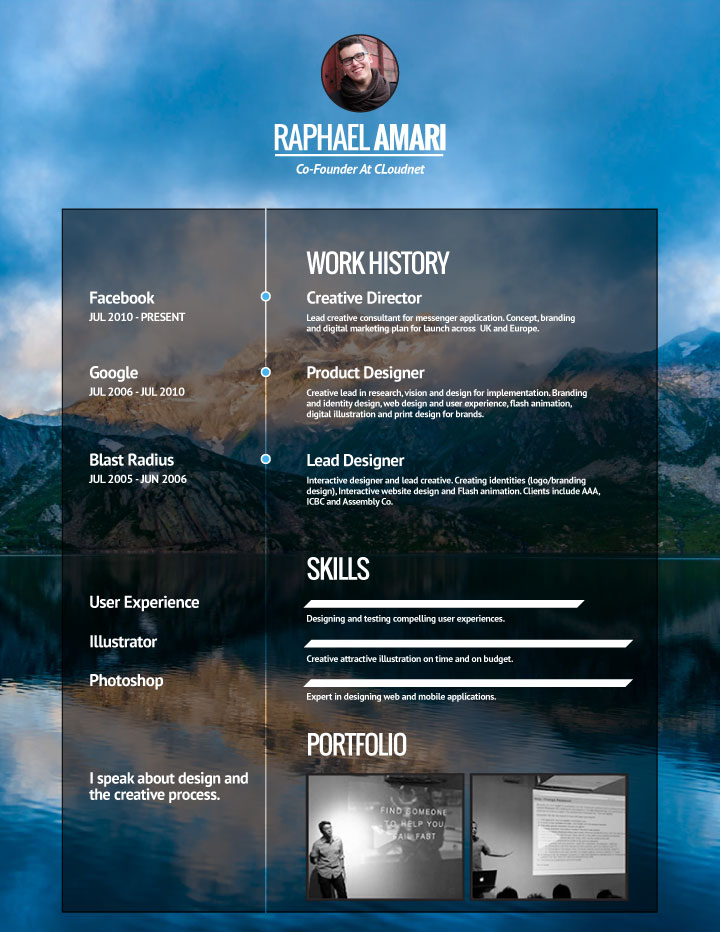 RAPHAEL AMARI
Co-Founder At CLoudnet
WORK HISTORY
Facebook
JUL 2010 - PRESENT
Creative Director
Lead creative consultant for messenger application. Concept, branding
and digital marketing plan for launch across UK and Europe.
Google
JUL 2006 - JUL 2010
Product Designer
Creative lead in research, vision and design for implementation. Branding
and identity design, web design and user experience, flash animation,
digital illustration and print design for brands.
Blast Radius
JUL 2005 - JUN 2006
Lead Designer
Interactive designer and lead creative. Creating identities (logo/branding
design), Interactive website design and Flash animation. Clients include AAA,
ICBC and Assembly Co.
SKILLS
User Experience
Designing and testing compelling user experiences.
Illustrator
Creative attractive illustration on time and on budget.
Photoshop
Expert in designing web and mobile applications.
PORTFOLIO
I speak about design and
the creative process.
FIND SOMEONE
TO HELP YOU
FAIL FAST